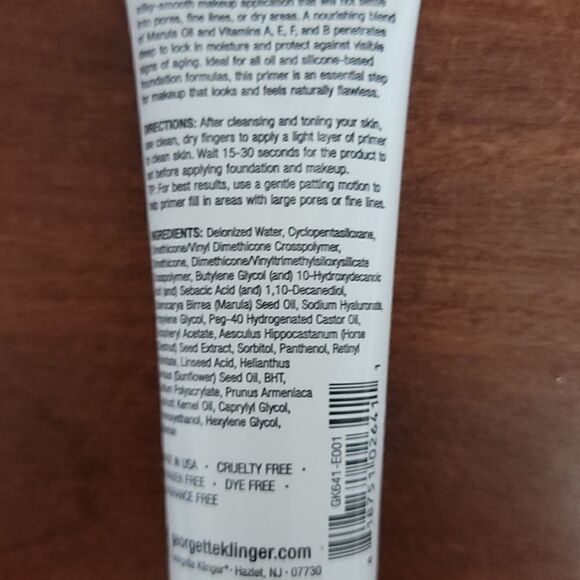 silky-smooth makeup application that will not settle
into pores, fine lines, or dry areas. A nourishing blend
of Marula Oil and Vitamins A, E, F, and B penetrates
deep to lock in moisture and protect against visible
signs of aging. Ideal for all oil and silicone-based
foundation formulas, this primer is an essential step
for makeup that looks and feels naturally flawless.
DIRECTIONS: After cleansing and toning your skin,
use clean, dry fingers to apply a light layer of primer
to clean skin. Wait 15-30 seconds for the product to
set before applying foundation and makeup.
TIP: For best results, use a gentle patting motion to
help primer fill in areas with large pores or fine lines.
INGREDIENTS: Deionized Water, Cyclopentasiloxane,
Dimethicone/Vinyl Dimethicone Crosspolymer,
Dimethicone, Dimethicone/Vinyltrimethylsiloxysilicate
Crosspolymer, Butylene Glycol (and) 10-Hydroxydecanoic
Acid (and) Sebacic Acid (and) 1,10-Decanediol,
Sclerocarya Birrea (Marula) Seed Oil, Sodium Hyaluronate,
Propylene Glycol, Peg-40 Hydrogenated Castor Oil,
Tocopheryl Acetate, Aesculus Hippocastanum (Horse
Chestnut) Seed Extract, Sorbitol, Panthenol, Retinyl
Linseed Acid, Helianthus
Annuus (Sunflower) Seed Oil, BHT,
Sodium Polyacrylate, Prunus Armeniaca
Kernel Oil, Caprylyl Glycol,
Phenoxyethanol, Hexylene Glycol,
MADE IN USA • CRUELTY FREE •
PARABEN FREE • DYE FREE •
FRAGRANCE FREE
GK641-E001
18751 02641 1
georgetteklinger.com
Georgette Klinger® • Hazlet, NJ • 07730